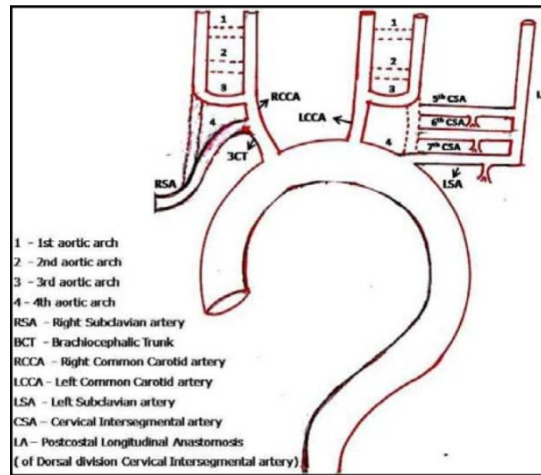 1
1
2
2
3
3
RCCA
LCCA
5th CSA
6th CSA
7th CSA
4
4
BCT
RSA
LSA
L
1 - 1st aortic arch
2 - 2nd aortic arch
3 - 3rd aortic arch
4 - 4th aortic arch
RSA - Right Subclavian artery
BCT - Brachiocephalic Trunk
RCCA - Right Common Carotid artery
LCCA - Left Common Carotid artery
LSA - Left Subclavian artery
CSA - Cervical Intersegmental artery
LA - Postcostal Longitudinal Anastomosis
( of Dorsal division Cervical Intersegmental artery)